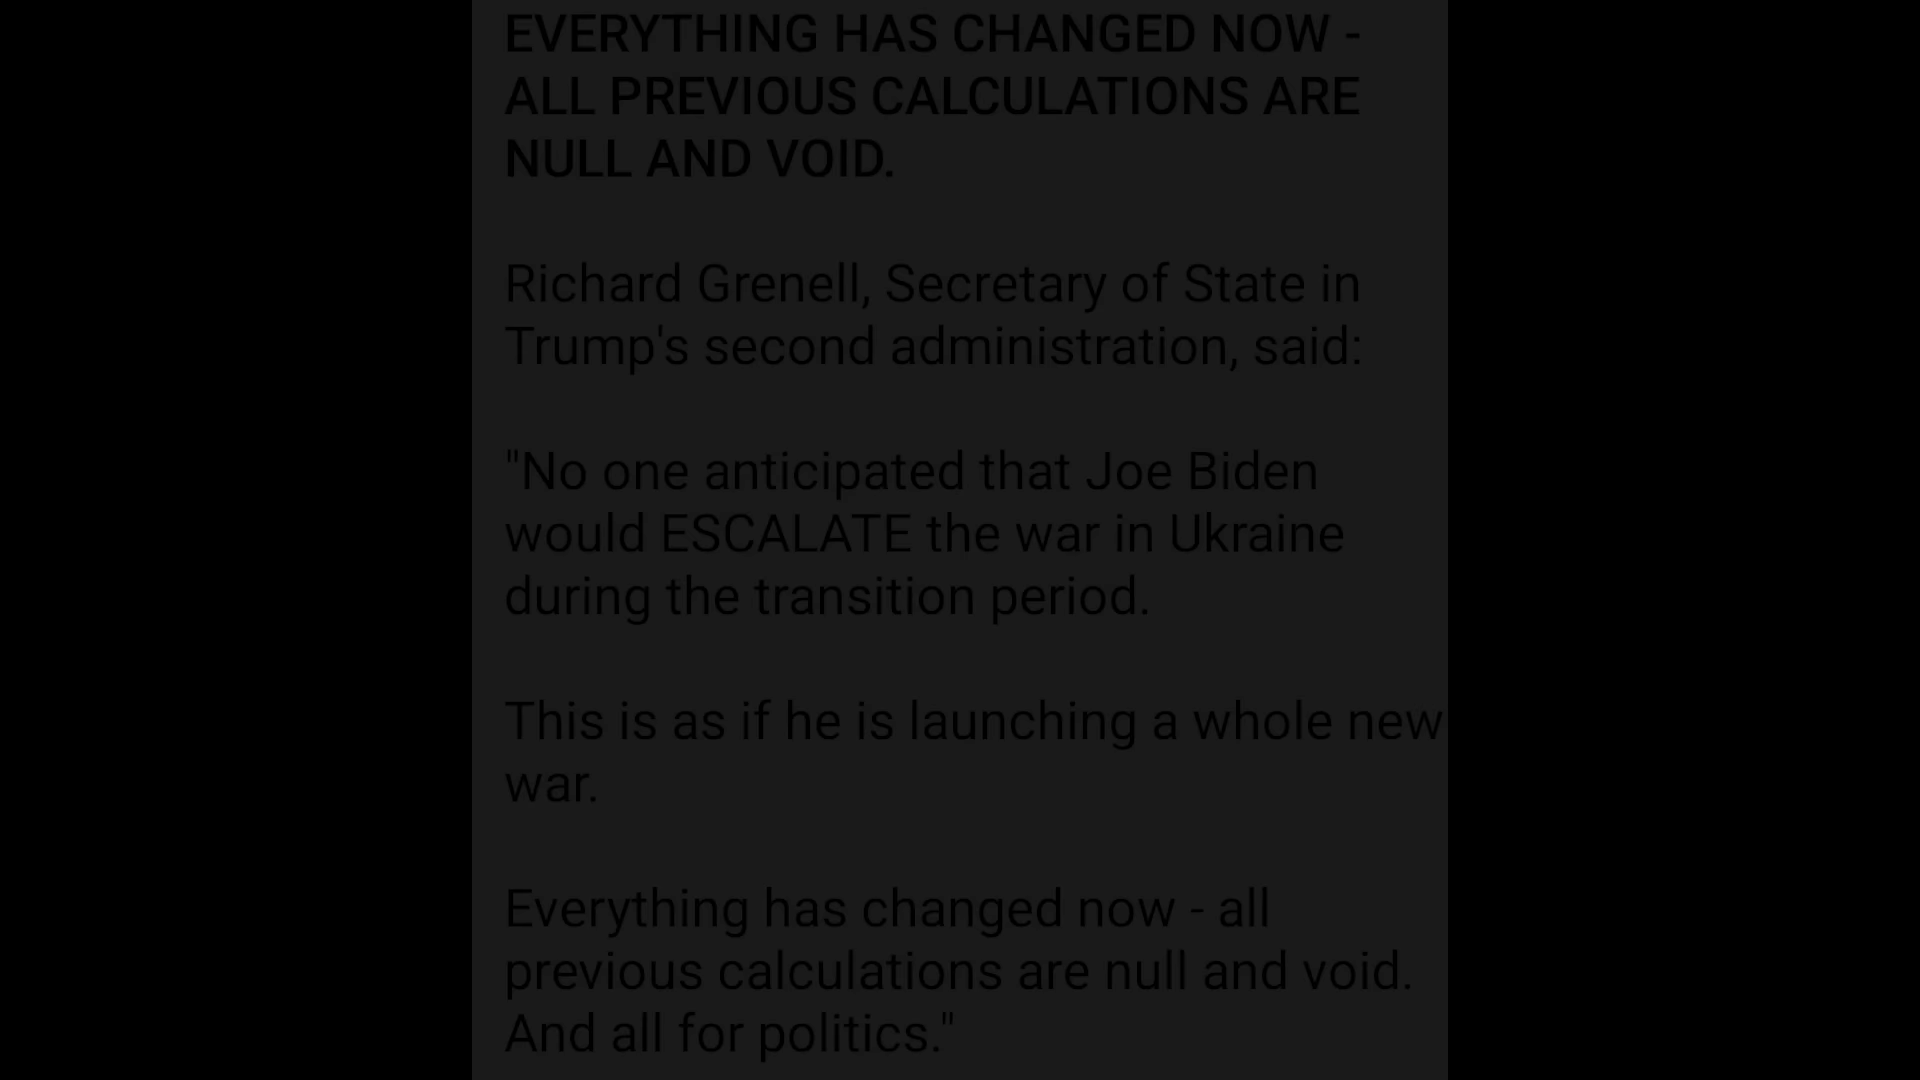 EVERYTHING HAS CHANGED NOW -
ALL PREVIOUS CALCULATIONS ARE
NULL AND VOID.
Richard Grenell, Secretary of State in
Trump's second administration, said:
"No one anticipated that Joe Biden
would ESCALATE the war in Ukraine
during the transition period.
This is as if he is launching a whole new
war.
Everything has changed now - all
previous calculations are null and void.
And all for politics."